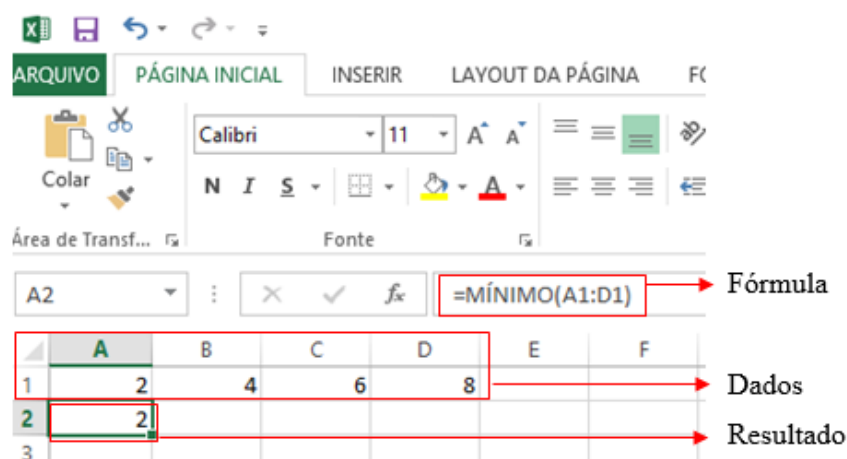 ARQUIVO PÁGINA INICIAL INSERIR LAYOUT DA PÁGINA
Calibri 11 A A
Colar
N I S A
Área de Transf... Fonte
A2 fx =MÍNIMO(A1:D1) Fórmula
A B C D E F
1 2 4 6 8 Dados
2 2
Resultado
3